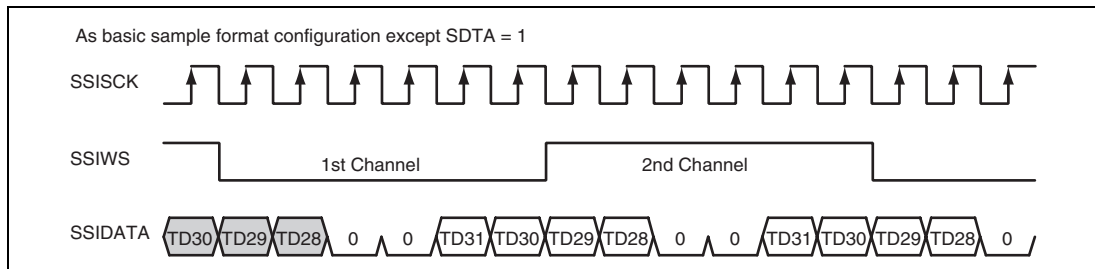 As basic sample format configuration except SDTA = 1
SSISCK
SSIWS
1st Channel
2nd Channel
SSIDATA
TD30 TD29 TD28 0 0 TD31 TD30 TD29 TD28 0 0 TD31 TD30 TD29 TD28 0